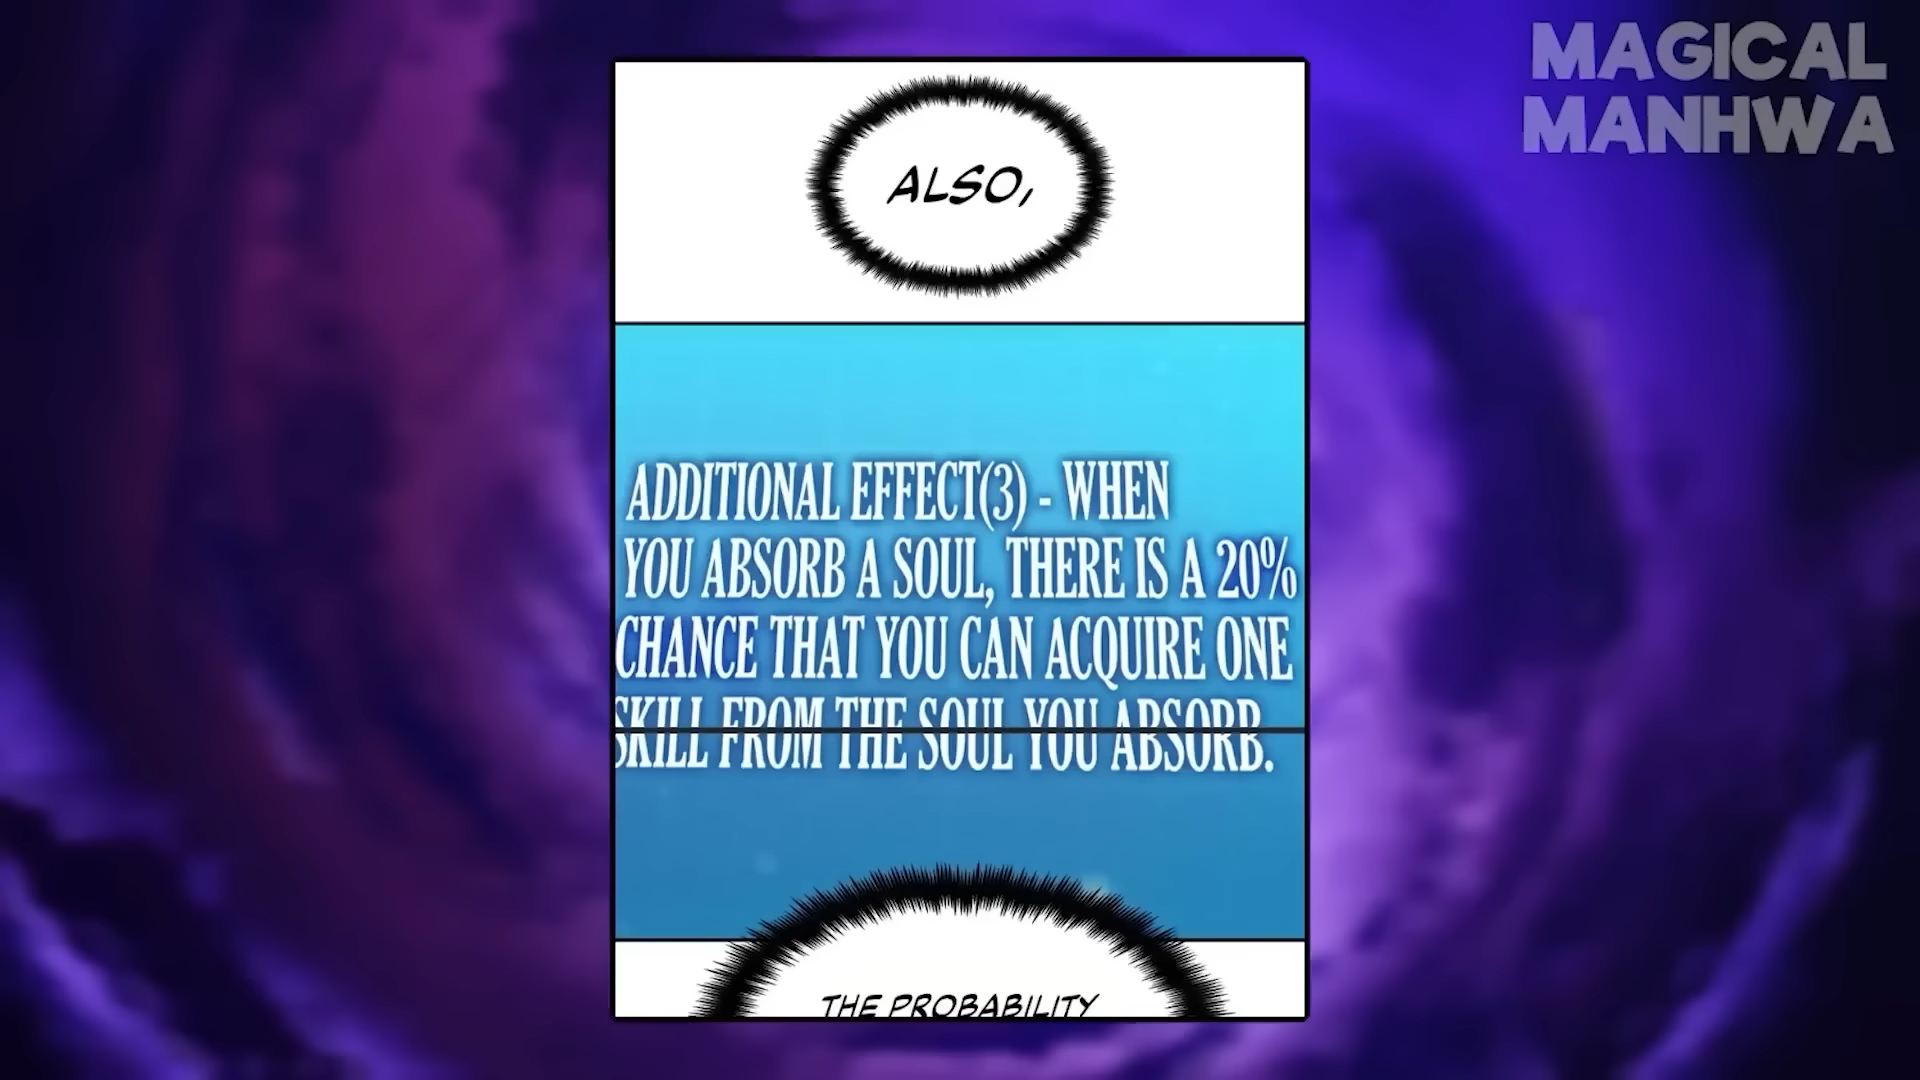 MAGICAL
MANHWA
ALSO,
ADDITIONAL EFFECT(3) - WHEN
YOU ABSORB A SOUL, THERE IS A 20%
CHANCE THAT YOU CAN ACQUIRE ONE
SKILL FROM THE SOUL YOU ABSORB.
THE PROBABILITY